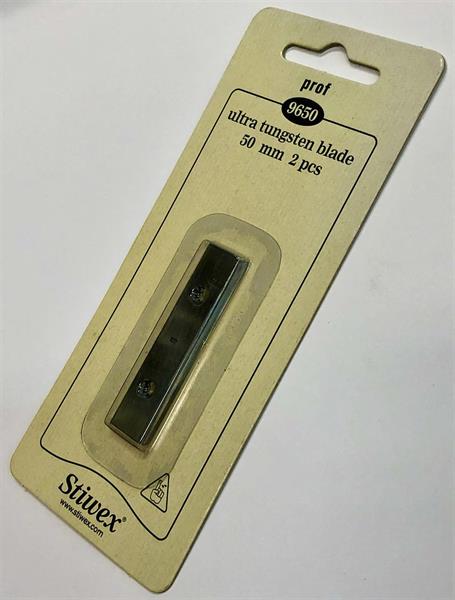 prof
9650
ultra tungsten blade
50 mm 2 pcs
Stiwex®
www.stiwex.com